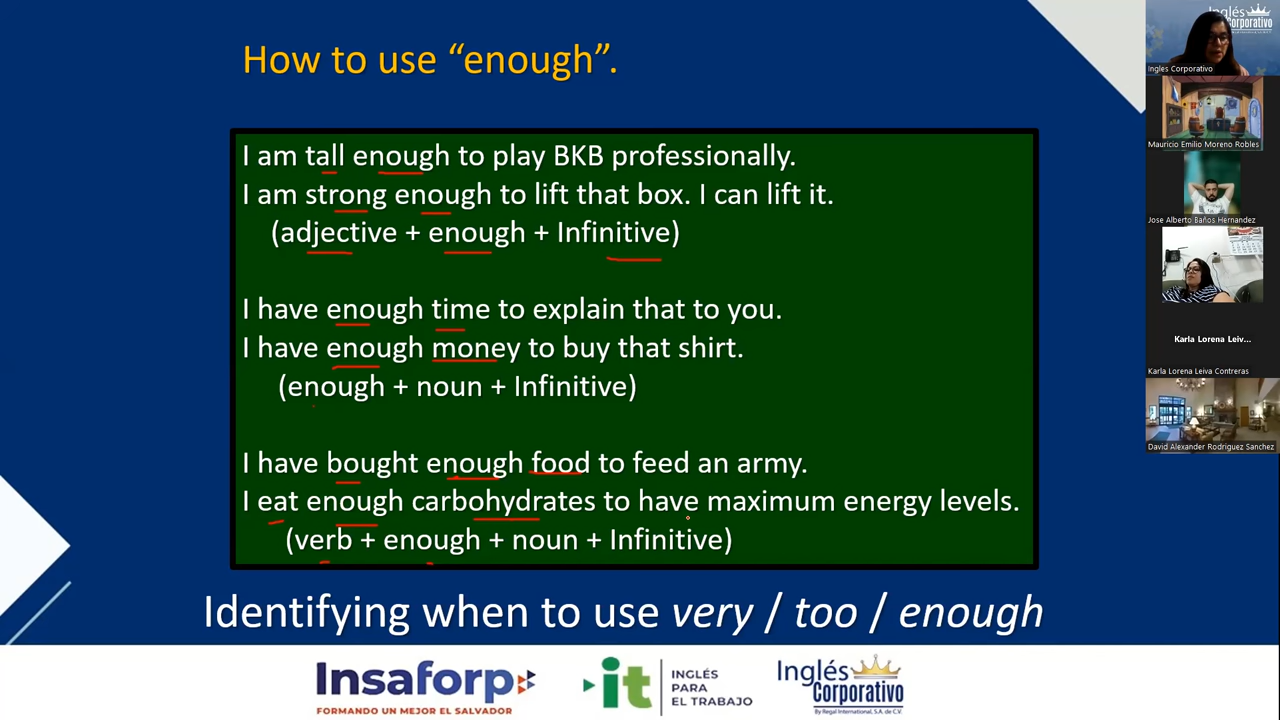 How to use “enough”.
I am tall enough to play BKB professionally.
I am strong enough to lift that box. I can lift it.
(adjective + enough + Infinitive)
I have enough time to explain that to you.
I have enough money to buy that shirt.
(enough + noun + Infinitive)
I have bought enough food to feed an army.
I eat enough carbohydrates to have maximum energy levels.
(verb + enough + noun + Infinitive)
Identifying when to use very / too / enough
Insaforp
FORMANDO UN MEJOR EL SALVADOR
it
INGLÉS
PARA
EL TRABAJO
Inglés
Corporativo
By Regal International, S.A. de C.V.
Inglés
Corporativo
Ingles Corporativo
Mauricio Emilio Moreno Robles
Jose Alberto Baños Hernandez
Karla Lorena Leiv...
Karla Lorena Leiva Contreras
David Alexander Rodriguez Sanchez